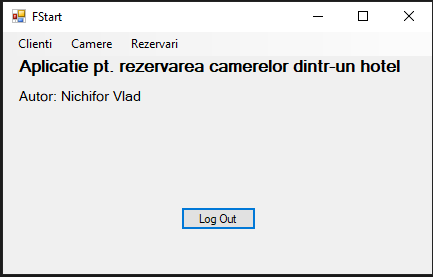 FStart
Clienti Camere Rezervari
Aplicatie pt. rezervarea camerelor dintr-un hotel
Autor: Nichifor Vlad
Log Out